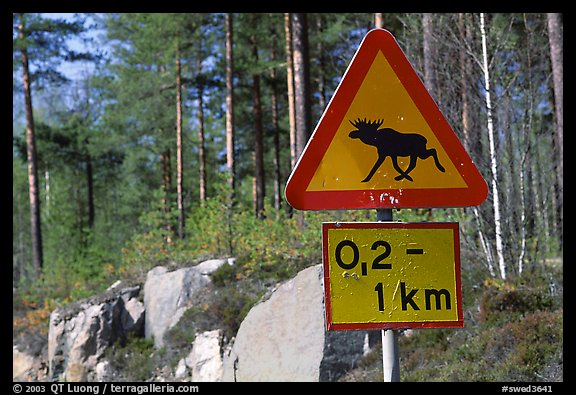 0,2-
1 km
© 2003 QT Luong / terragalleria.com
#swed3641